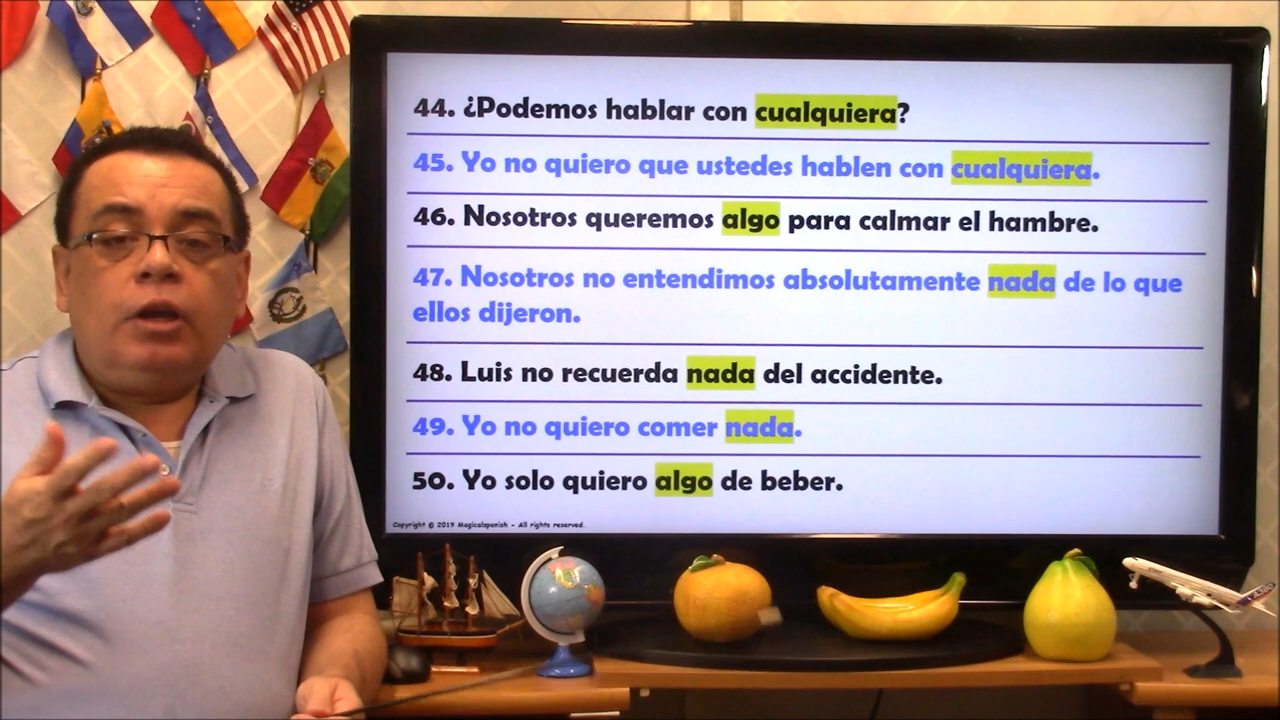 44. ¿Podemos hablar con cualquiera?
45. Yo no quiero que ustedes hablen con cualquiera.
46. Nosotros queremos algo para calmar el hambre.
47. Nosotros no entendimos absolutamente nada de lo que
ellos dijeron.
48. Luis no recuerda nada del accidente.
49. Yo no quiero comer nada.
50. Yo solo quiero algo de beber.
Copyright © 2019 Magicalspanish - All rights reserved.
A380